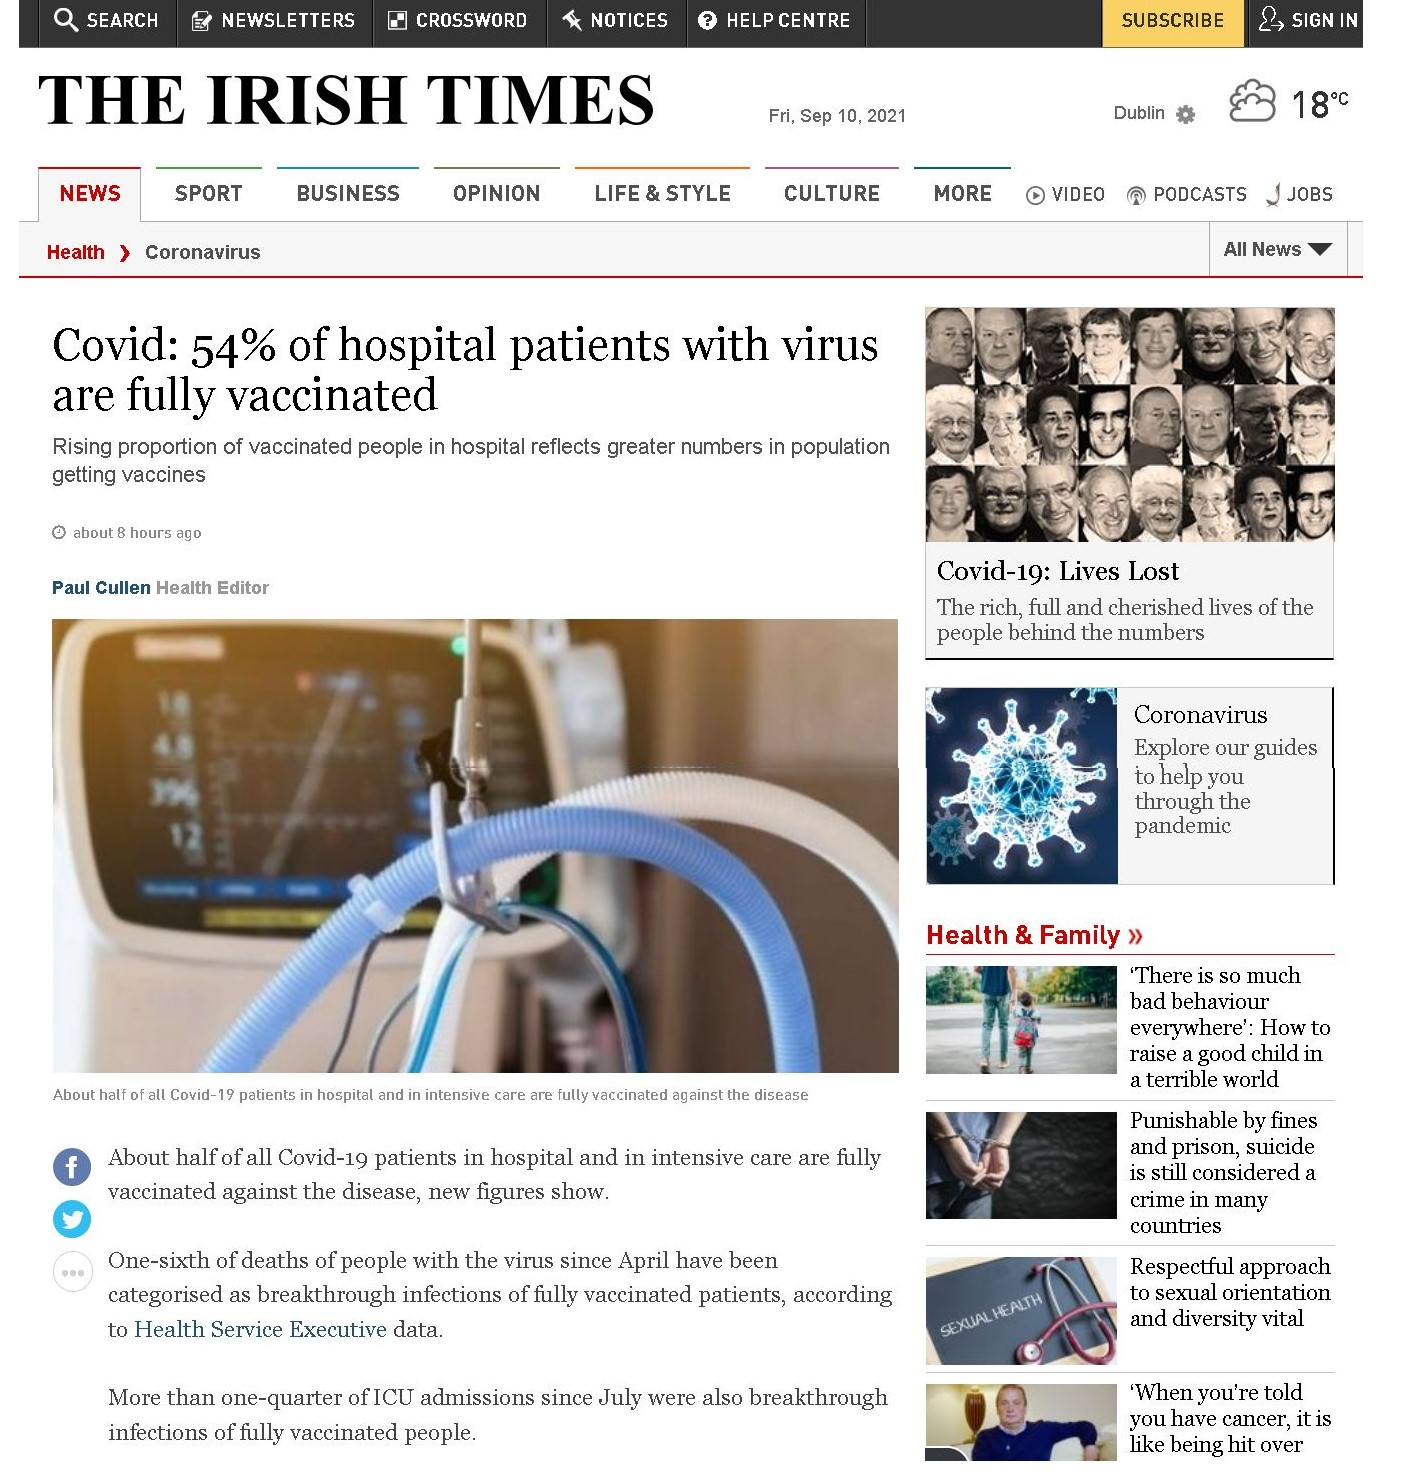 SEARCH NEWSLETTERS CROSSWORD NOTICES HELP CENTRE SUBSCRIBE SIGN IN
THE IRISH TIMES
Fri, Sep 10, 2021
Dublin 18°C
NEWS SPORT BUSINESS OPINION LIFE & STYLE CULTURE MORE VIDEO PODCASTS JOBS
Health ❯ Coronavirus All News
Covid: 54% of hospital patients with virus
are fully vaccinated
Rising proportion of vaccinated people in hospital reflects greater numbers in population
getting vaccines
about 8 hours ago
Paul Cullen Health Editor
18
4.8
396
12
About half of all Covid-19 patients in hospital and in intensive care are fully vaccinated against the disease
About half of all Covid-19 patients in hospital and in intensive care are fully
vaccinated against the disease, new figures show.
One-sixth of deaths of people with the virus since April have been
categorised as breakthrough infections of fully vaccinated patients, according
to Health Service Executive data.
More than one-quarter of ICU admissions since July were also breakthrough
infections of fully vaccinated people.
Covid-19: Lives Lost
The rich, full and cherished lives of the
people behind the numbers
Coronavirus
Explore our guides
to help you
through the
pandemic
Health & Family »
‘There is so much
bad behaviour
everywhere’: How to
raise a good child in
a terrible world
Punishable by fines
and prison, suicide
is still considered a
crime in many
countries
SEXUAL HEALTH
Respectful approach
to sexual orientation
and diversity vital
‘When you’re told
you have cancer, it is
like being hit over